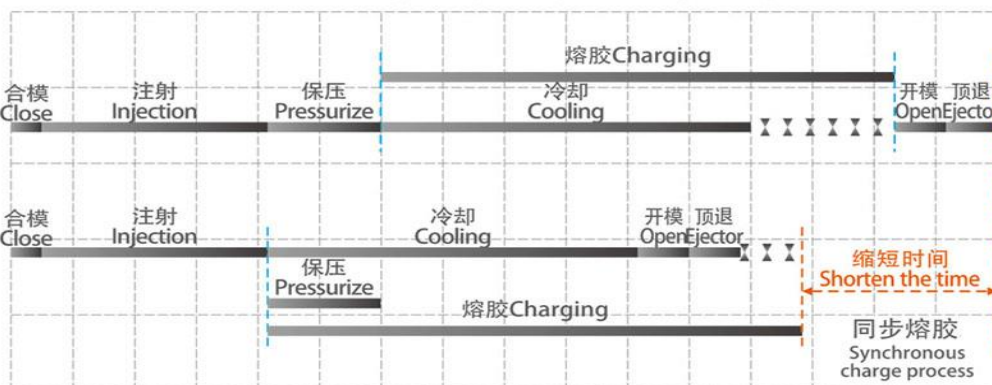 熔胶Charging
合模
Close
注射
Injection
保压
Pressurize
冷却
Cooling
开模
Open
顶退
Ejector
合模
Close
注射
Injection
冷却
Cooling
开模
Open
顶退
Ejector
保压
Pressurize
熔胶Charging
缩短时间
Shorten the time
同步熔胶
Synchronous
charge process